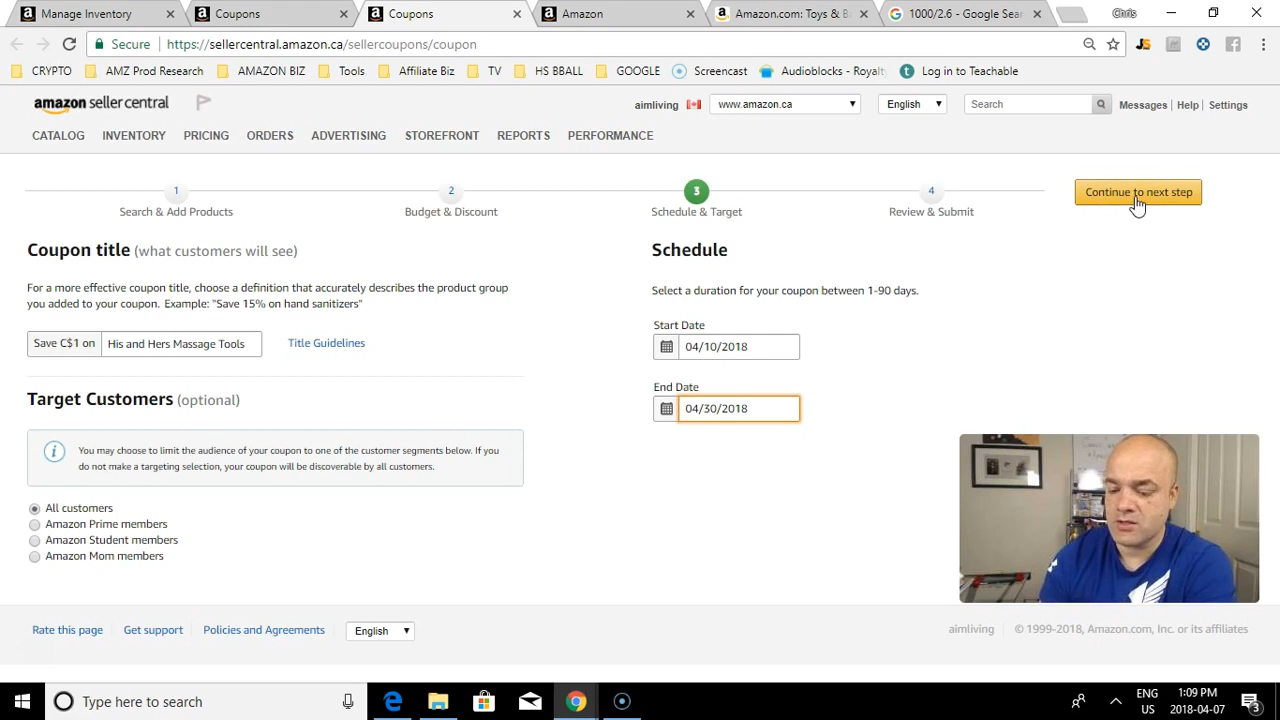 Manage Inventory
Coupons
Coupons
Amazon
Amazon.com: Toys & B
1000/2.6 - Google Sear
Chris
Secure
https://sellercentral.amazon.ca/sellercoupons/coupon
CRYPTO
AMZ Prod Research
AMAZON BIZ
Tools
Affiliate Biz
TV
HS BBALL
GOOGLE
Screencast
Audioblocks - Royalt
Log in to Teachable
amazon seller central
aimliving
www.amazon.ca
English
Search
Messages | Help | Settings
CATALOG INVENTORY PRICING ORDERS ADVERTISING STOREFRONT REPORTS PERFORMANCE
1
2
3
4
Continue to next step
Search & Add Products
Budget & Discount
Schedule & Target
Review & Submit
Coupon title (what customers will see)
For a more effective coupon title, choose a definition that accurately describes the product group
you added to your coupon. Example: "Save 15% on hand sanitizers"
Save C$1 on
His and Hers Massage Tools
Title Guidelines
Target Customers (optional)
You may choose to limit the audience of your coupon to one of the customer segments below. If you
do not make a targeting selection, your coupon will be discoverable by all customers.
All customers
Amazon Prime members
Amazon Student members
Amazon Mom members
Schedule
Select a duration for your coupon between 1-90 days.
Start Date
04/10/2018
End Date
04/30/2018
Rate this page
Get support
Policies and Agreements
English
aimliving
© 1999-2018, Amazon.com, Inc. or its affiliates
Type here to search
ENG
US
1:09 PM
2018-04-07
3